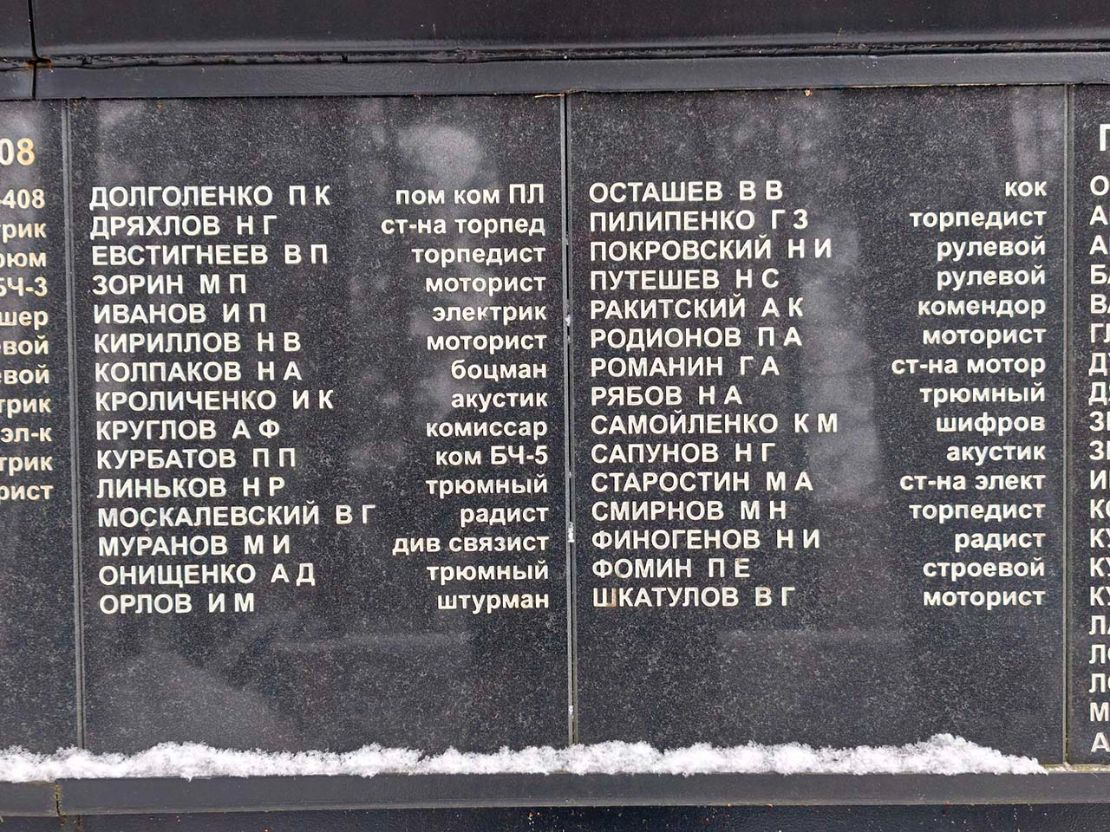 08
-408
ДОЛГОЛЕНКО П К пом ком ПЛ
ДРЯХЛОВ Н Г ст-на торпед
ЕВСТИГНЕЕВ В П торпедист
ЗОРИН М П моторист
ИВАНОВ И П электрик
КИРИЛЛОВ Н В моторист
КОЛПАКОВ Н А боцман
КРОЛИЧЕНКО И К акустик
КРУГЛОВ А Ф комиссар
КУРБАТОВ П П ком БЧ-5
ЛИНЬКОВ Н Р трюмный
МОСКАЛЕВСКИЙ В Г радист
МУРАНОВ М И див связист
ОНИЩЕНКО А Д трюмный
ОРЛОВ И М штурман
ОСТАШЕВ В В кок
ПИЛИПЕНКО Г З торпедист
ПОКРОВСКИЙ Н И рулевой
ПУТЕШЕВ Н С рулевой
РАКИТСКИЙ А К комендор
РОДИОНОВ П А моторист
РОМАНИН Г А ст-на мотор
РЯБОВ Н А трюмный
САМОЙЛЕНКО К М шифров
САПУНОВ Н Г акустик
СТАРОСТИН М А ст-на элект
СМИРНОВ М Н торпедист
ФИНОГЕНОВ Н И радист
ФОМИН П Е строевой
ШКАТУЛОВ В Г моторист